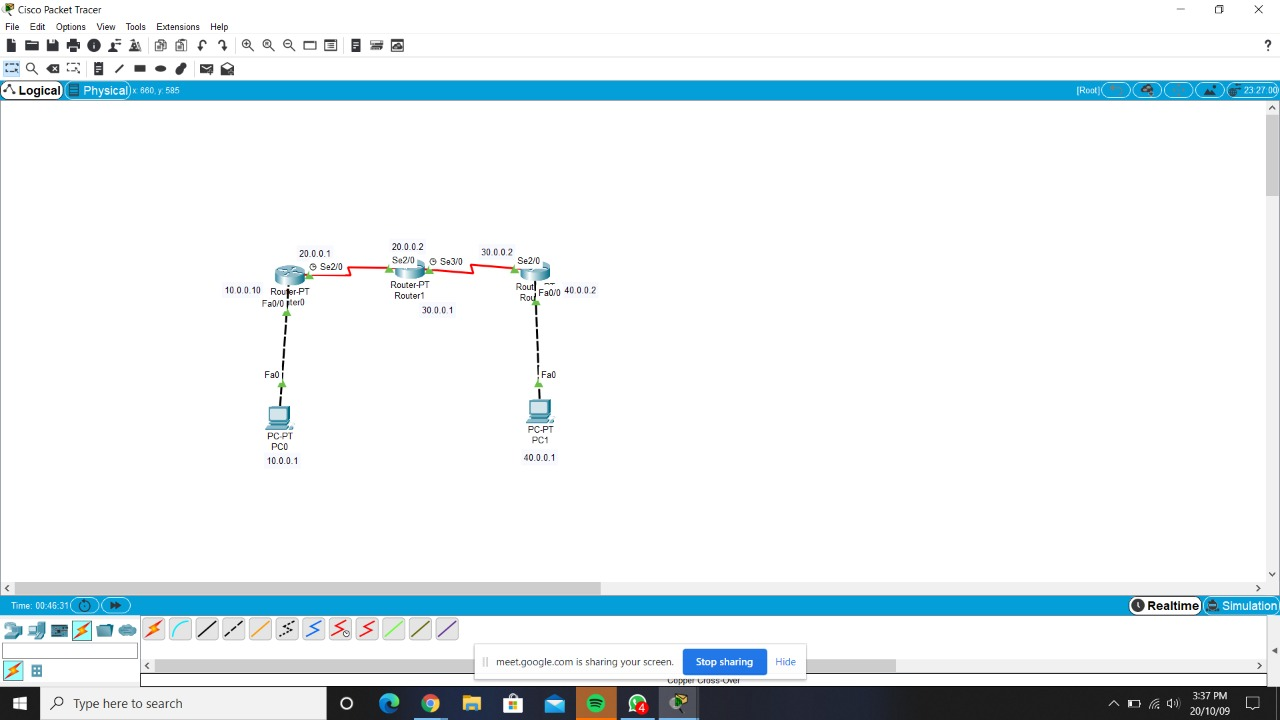 Cisco Packet Tracer
File Edit Options View Tools Extensions Help
?
Logical Physical x: 660, y: 585 [Root] 23:27:00
20.0.0.1
20.0.0.2
30.0.0.2
Se2/0
Se2/0
Se3/0
Se2/0
10.0.0.10
Router-PT
Fa0/0
Router-PT
Router1
Fa0/0
40.0.0.2
30.0.0.1
Fa0
Fa0
PC-PT
PC0
10.0.0.1
PC-PT
PC1
40.0.0.1
Time: 00:46:31 Realtime Simulation
meet.google.com is sharing your screen. Stop sharing Hide
Copper Cross-Over
Type here to search
4
3:37 PM
20/10/09